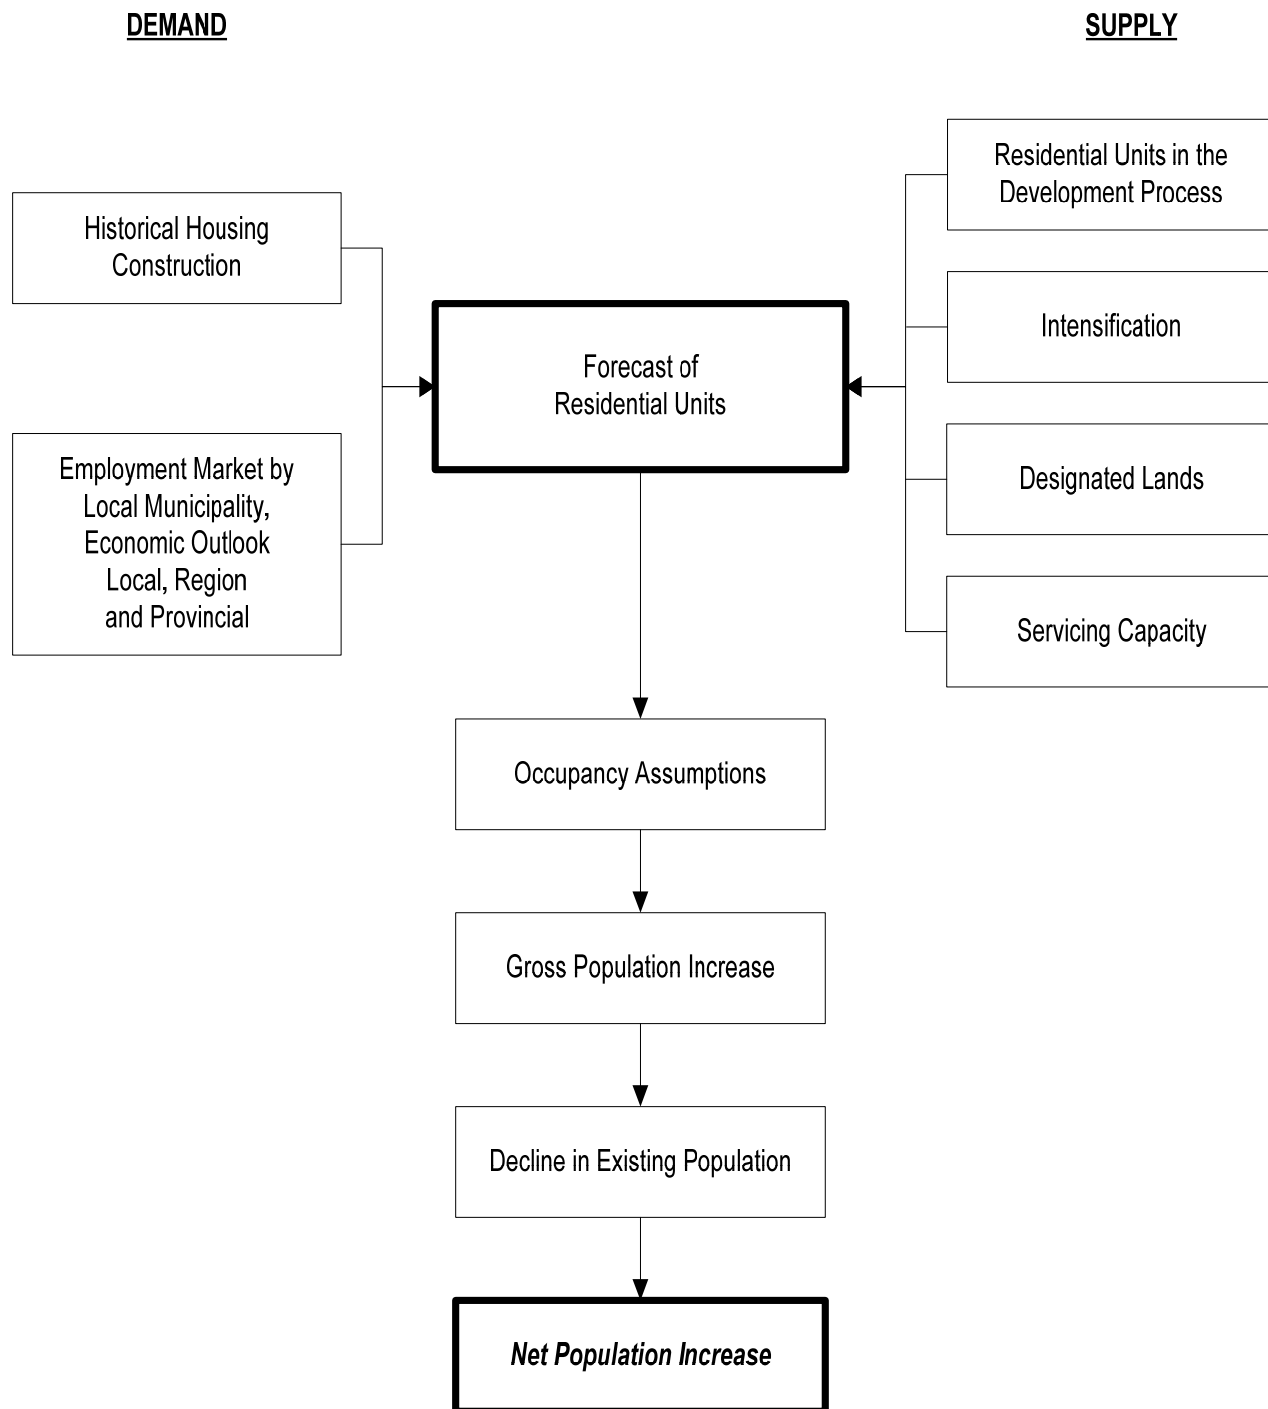 DEMAND
SUPPLY
Historical Housing
Construction
Employment Market by
Local Municipality,
Economic Outlook
Local, Region
and Provincial
Forecast of
Residential Units
Residential Units in the
Development Process
Intensification
Designated Lands
Servicing Capacity
Occupancy Assumptions
Gross Population Increase
Decline in Existing Population
Net Population Increase